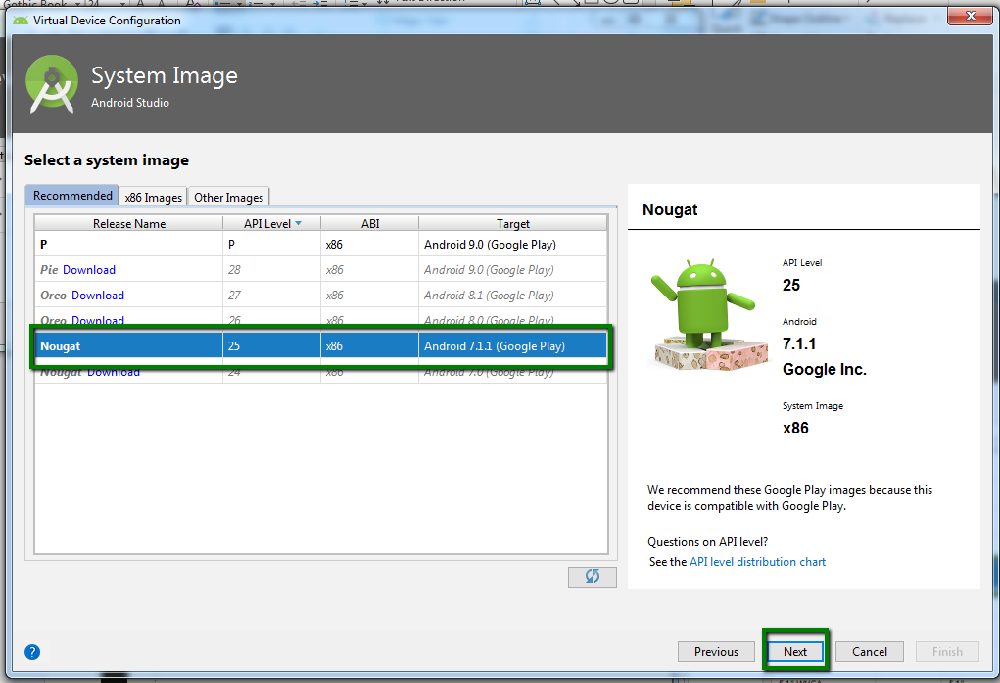 Virtual Device Configuration
System Image
Android Studio
Select a system image
Recommended x86 Images Other Images
Release Name API Level ABI Target
P P x86 Android 9.0 (Google Play)
Pie Download 28 x86 Android 9.0 (Google Play)
Oreo Download 27 x86 Android 8.1 (Google Play)
Oreo Download 26 x86 Android 8.0 (Google Play)
Nougat 25 x86 Android 7.1.1 (Google Play)
Nougat Download 24 x86 Android 7.0 (Google Play)
Nougat
API Level
25
Android
7.1.1
Google Inc.
System Image
x86
We recommend these Google Play images because this
device is compatible with Google Play.
Questions on API level?
See the API level distribution chart
? Previous Next Cancel Finish